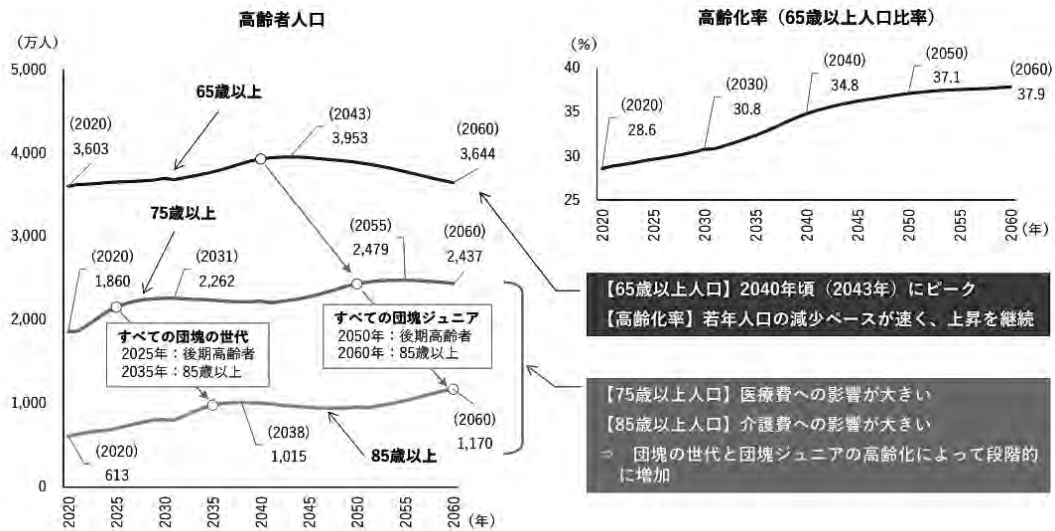 高齢者人口
(万人)
5,000
4,000
3,000
2,000
1,000
0
65歳以上
(2020)
3,603
(2043)
3,953
(2060)
3,644
75歳以上
(2020)
1,860
(2031)
2,262
(2055)
2,479
(2060)
2,437
すべての団塊の世代
2025年:後期高齢者
2035年:85歳以上
すべての団塊ジュニア
2050年:後期高齢者
2060年:85歳以上
(2020)
613
(2038)
1,015
85歳以上
(2060)
1,170
2020 2025 2030 2035 2040 2045 2050 2055 2060 (年)
高齢化率(65歳以上人口比率)
(%)
40
35
30
25
(2020)
28.6
(2030)
30.8
(2040)
34.8
(2050)
37.1
(2060)
37.9
2020 2025 2030 2035 2040 2045 2050 2055 2060 (年)
【65歳以上人口】2040年頃(2043年)にピーク
【高齢化率】若年人口の減少ペースが速く、上昇を継続
【75歳以上人口】医療費への影響が大きい
【85歳以上人口】介護費への影響が大きい
⇒ 団塊の世代と団塊ジュニアの高齢化によって段階的
に増加